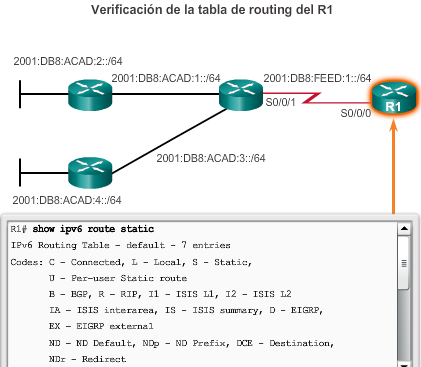 Verificación de la tabla de routing del R1
2001:DB8:ACAD:2::/64
2001:DB8:ACAD:1::/64
2001:DB8:FEED:1::/64
S0/0/1
R1
S0/0/0
2001:DB8:ACAD:3::/64
2001:DB8:ACAD:4::/64
R1# show ipv6 route static
IPv6 Routing Table - default - 7 entries
Codes: C - Connected, L - Local, S - Static,
U - Per-user Static route
B - BGP, R - RIP, I1 - ISIS L1, I2 - ISIS L2
IA - ISIS interarea, IS - ISIS summary, D - EIGRP,
EX - EIGRP external
ND - ND Default, NDp - ND Prefix, DCE - Destination,
NDr - Redirect